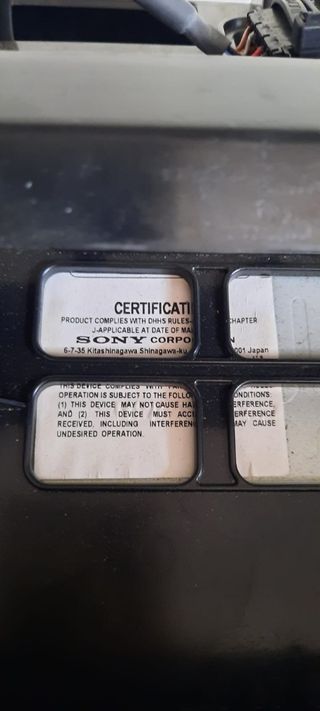 CERTIFICATI
PRODUCT COMPLIES WITH DHHS RULES CHAPTER
J-APPLICABLE AT DATE OF MA
SONY CORPO N
6-7-35 Kitashinagawa Shinagawa-ku 001 Japan
THIS DEVICE COMPLIES WITH
OPERATION IS SUBJECT TO THE FOLLO ONDITIONS:
(1) THIS DEVICE MAY NOT CAUSE HA ERFERENCE,
AND (2) THIS DEVICE MUST ACC ERFERENCE
RECEIVED, INCLUDING INTERFEREN MAY CAUSE
UNDESIRED OPERATION.